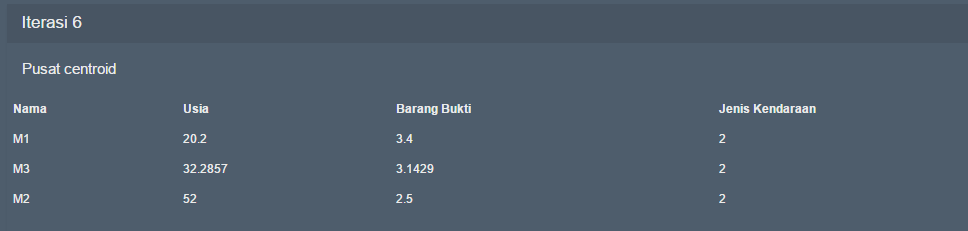 Iterasi 6
Pusat centroid
Nama Usia Barang Bukti Jenis Kendaraan
M1 20.2 3.4 2
M3 32.2857 3.1429 2
M2 52 2.5 2